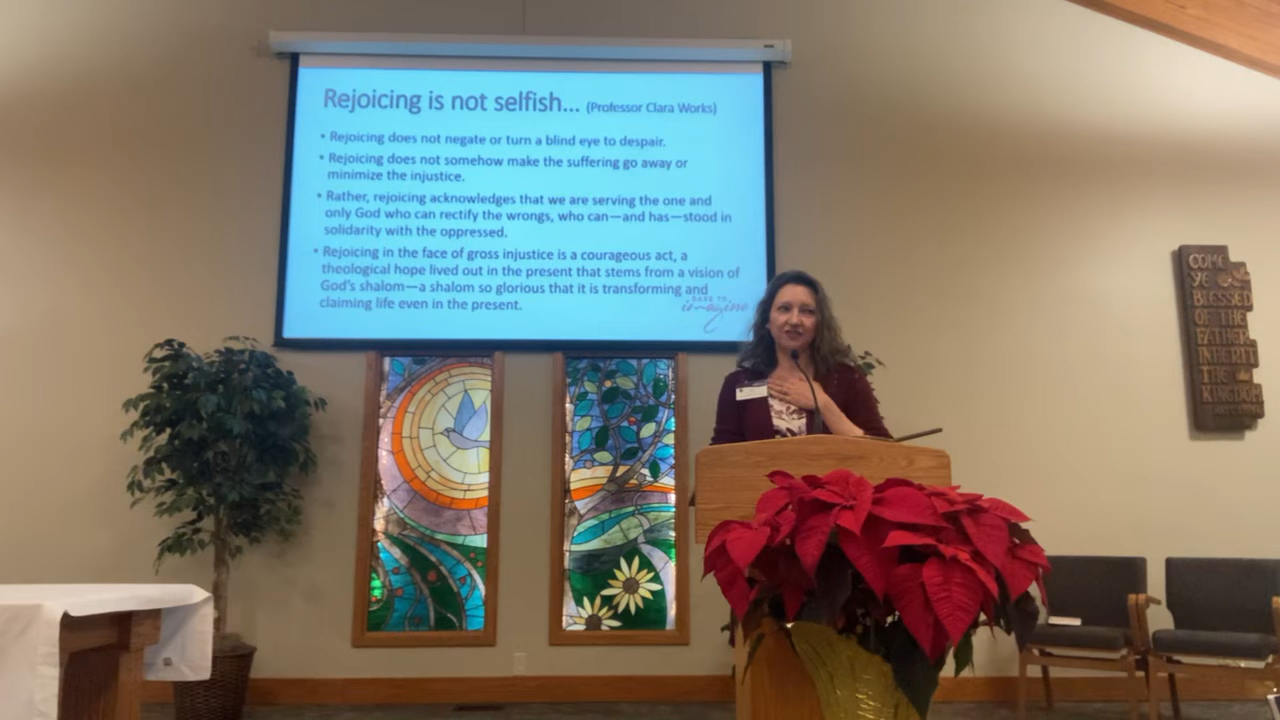 Rejoicing is not selfish... (Professor Clara Works)
• Rejoicing does not negate or turn a blind eye to despair.
• Rejoicing does not somehow make the suffering go away or
minimize the injustice.
• Rather, rejoicing acknowledges that we are serving the one and
only God who can rectify the wrongs, who can—and has—stood in
solidarity with the oppressed.
• Rejoicing in the face of gross injustice is a courageous act, a
theological hope lived out in the present that stems from a vision of
God's shalom—a shalom so glorious that it is transforming and
claiming life even in the present.
DARE TO
imagine
COME
YE
BLESSED
OF THE
FATHER
INHERIT
THE
KINGDOM